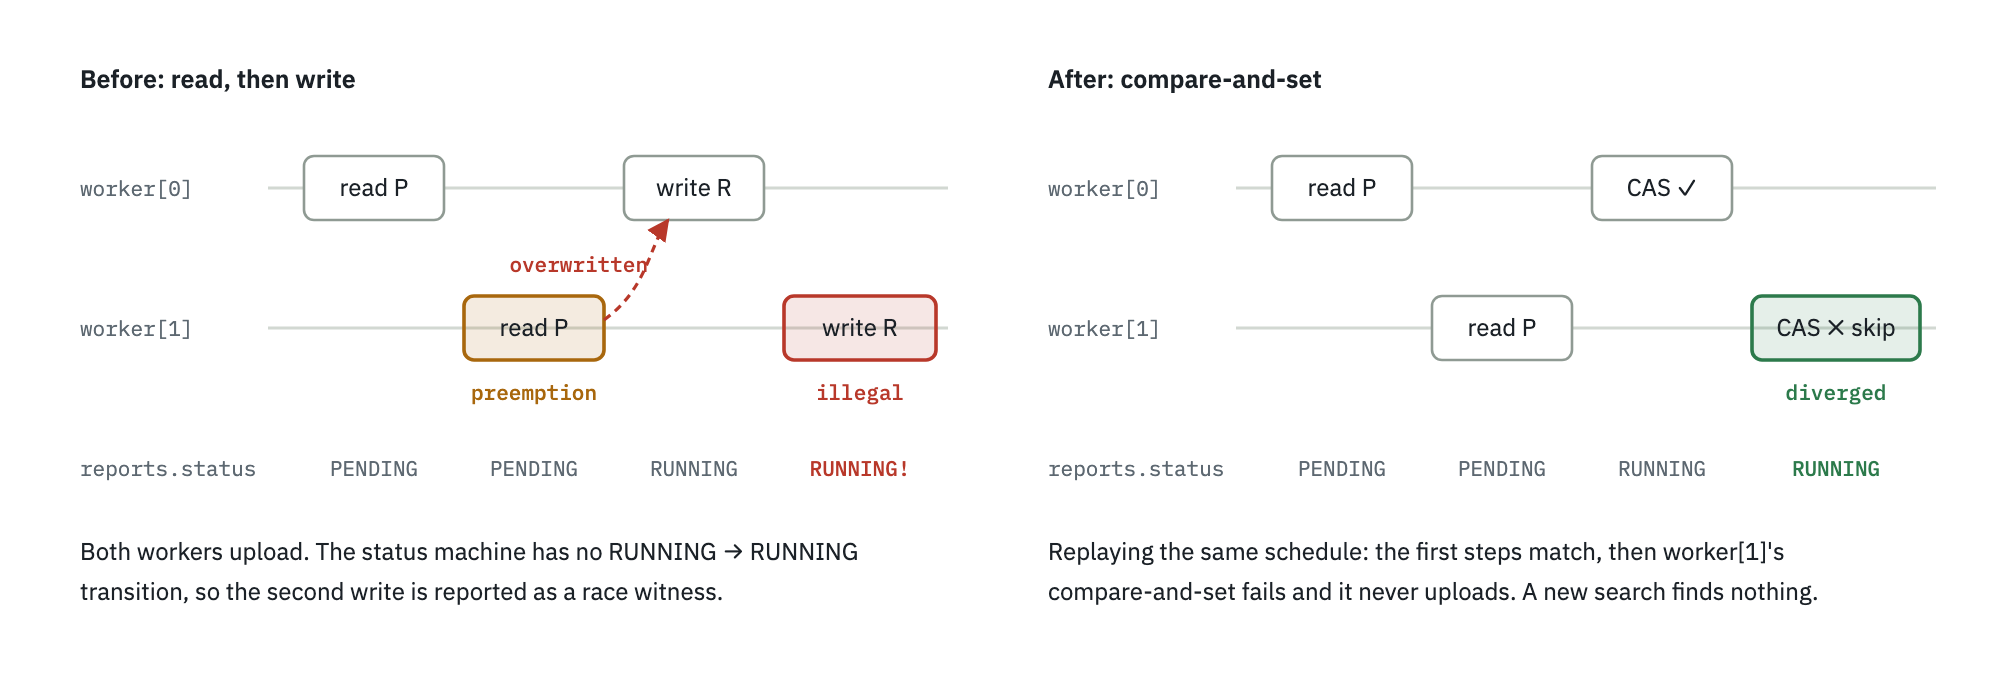 Before: read, then write
worker[0]
read P
write R
overwritten
worker[1]
read P
write R
preemption
illegal
reports.status PENDING PENDING RUNNING RUNNING!
Both workers upload. The status machine has no RUNNING → RUNNING
transition, so the second write is reported as a race witness.
After: compare-and-set
worker[0]
read P
CAS ✓
worker[1]
read P
CAS ✕ skip
diverged
reports.status PENDING PENDING RUNNING RUNNING
Replaying the same schedule: the first steps match, then worker[1]'s
compare-and-set fails and it never uploads. A new search finds nothing.